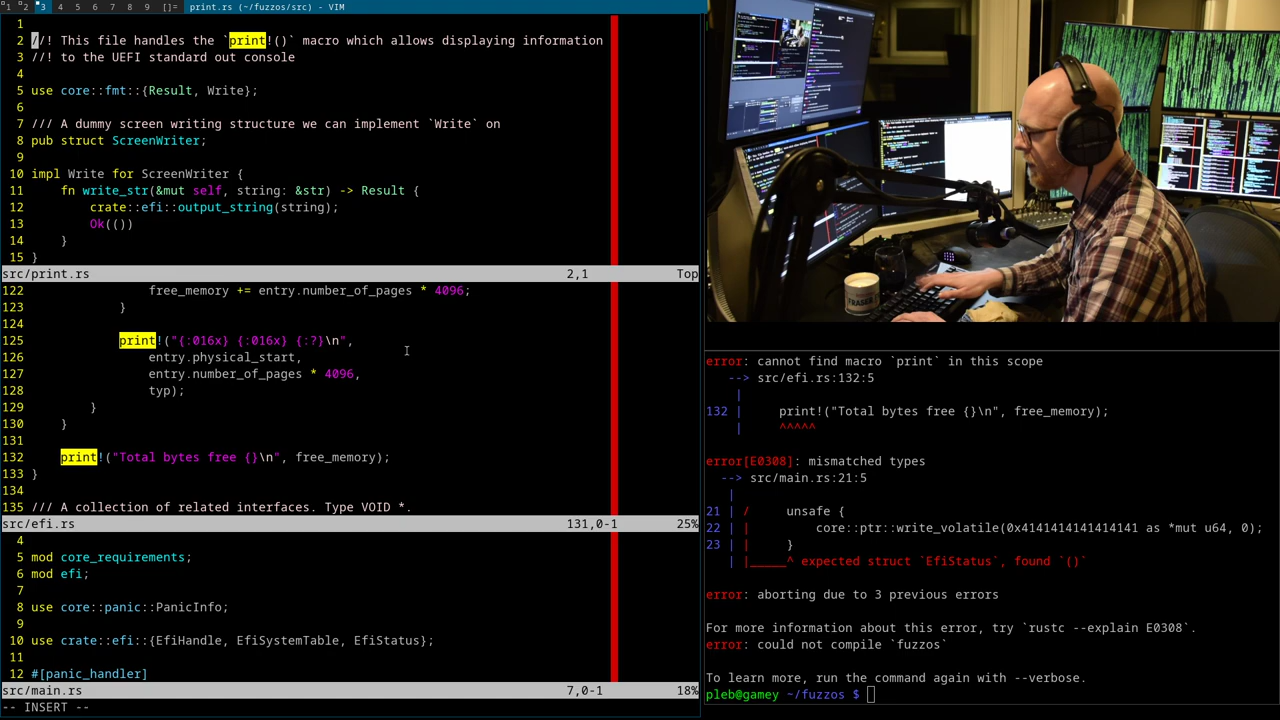 1 2 3 4 5 6 7 8 9 []= print.rs (~/fuzzos/src) - VIM
1
2 //! This file handles the `print!()` macro which allows displaying information
3 //! to the UEFI standard out console
4
5 use core::fmt::{Result, Write};
6
7 /// A dummy screen writing structure we can implement `Write` on
8 pub struct ScreenWriter;
9
10 impl Write for ScreenWriter {
11     fn write_str(&mut self, string: &str) -> Result {
12         crate::efi::output_string(string);
13         Ok(())
14     }
15 }
src/print.rs 2,1 Top
122                 free_memory += entry.number_of_pages * 4096;
123             }
124
125             print!("{:016x} {:016x} {:?}\n",
126                 entry.physical_start,
127                 entry.number_of_pages * 4096,
128                 typ);
129         }
130     }
131
132     print!("Total bytes free {}\n", free_memory);
133 }
134
135 /// A collection of related interfaces. Type VOID *.
src/efi.rs 131,0-1 25%
4
5 mod core_requirements;
6 mod efi;
7
8 use core::panic::PanicInfo;
9
10 use crate::efi::{EfiHandle, EfiSystemTable, EfiStatus};
11
12 #[panic_handler]
src/main.rs 7,0-1 18%
-- INSERT --
FRASIER
error: cannot find macro `print` in this scope
--> src/efi.rs:132:5
|
132 |     print!("Total bytes free {}\n", free_memory);
|     ^^^^^
error[E0308]: mismatched types
--> src/main.rs:21:5
|
21 | /     unsafe {
22 | |         core::ptr::write_volatile(0x4141414141414141 as *mut u64, 0);
23 | |     }
| |_____^ expected struct `EfiStatus`, found `()`
error: aborting due to 3 previous errors
For more information about this error, try `rustc --explain E0308`.
error: could not compile `fuzzos`
To learn more, run the command again with --verbose.
pleb@gamey ~/fuzzos $